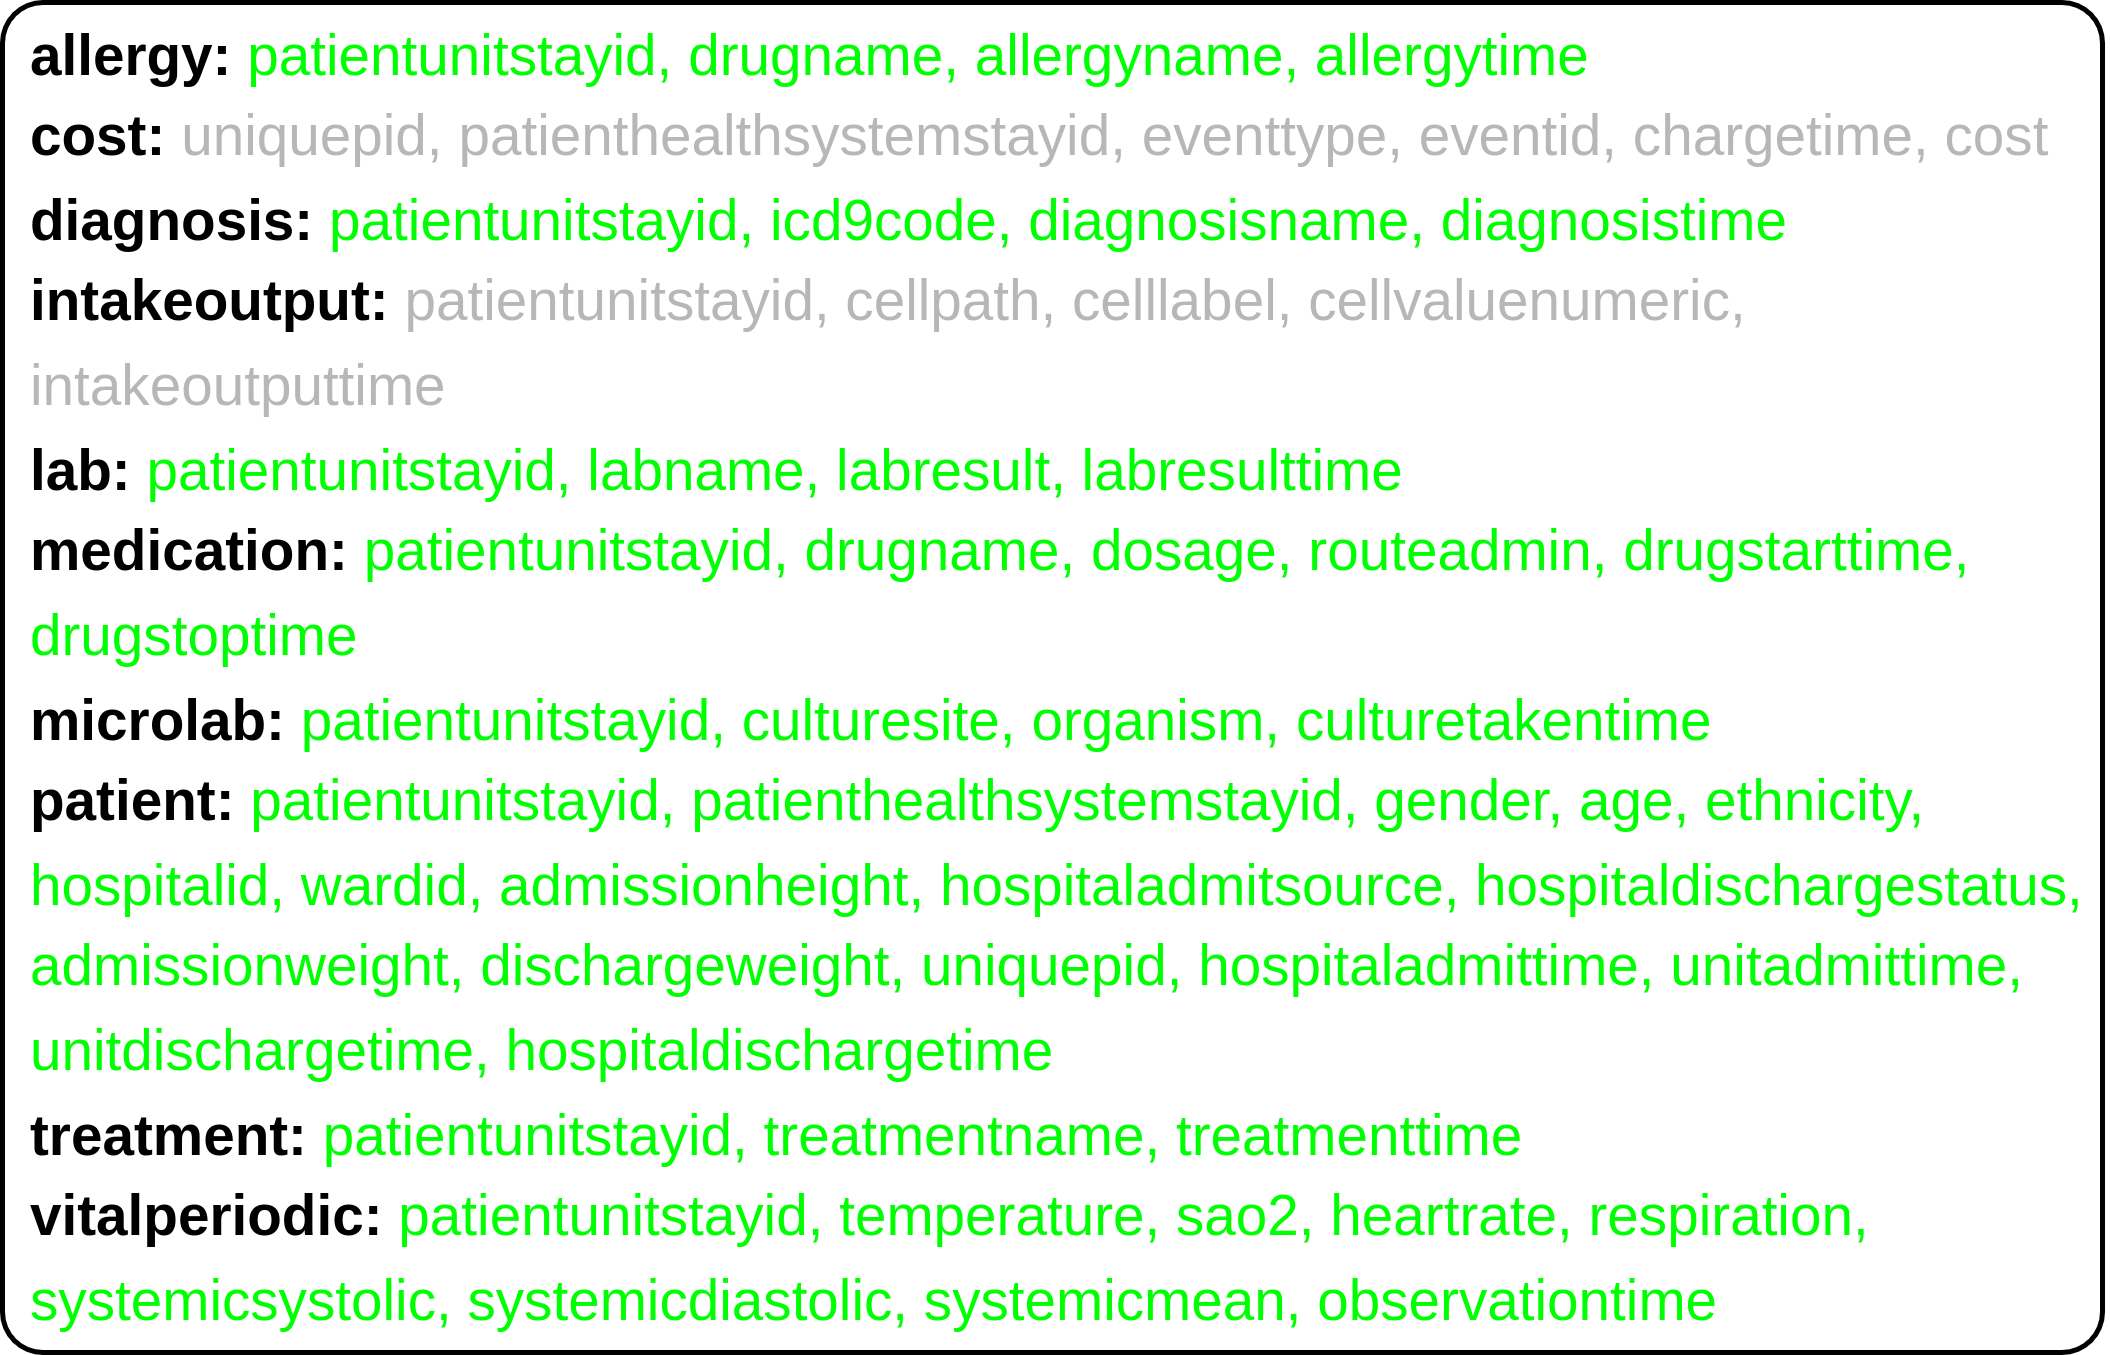 allergy: patientunitstayid, drugname, allergyname, allergytime
cost: uniquepid, patienthealthsystemstayid, eventtype, eventid, chargetime, cost
diagnosis: patientunitstayid, icd9code, diagnosisname, diagnosistime
intakeoutput: patientunitstayid, cellpath, celllabel, cellvaluenumeric,
intakeoutputtime
lab: patientunitstayid, labname, labresult, labresulttime
medication: patientunitstayid, drugname, dosage, routeadmin, drugstarttime,
drugstoptime
microlab: patientunitstayid, culturesite, organism, culturetakentime
patient: patientunitstayid, patienthealthsystemstayid, gender, age, ethnicity,
hospitalid, wardid, admissionheight, hospitaladmitsource, hospitaldischargestatus,
admissionweight, dischargeweight, uniquepid, hospitaladmittime, unitadmittime,
unitdischargetime, hospitaldischargetime
treatment: patientunitstayid, treatmentname, treatmenttime
vitalperiodic: patientunitstayid, temperature, sao2, heartrate, respiration,
systemicsystolic, systemicdiastolic, systemicmean, observationtime